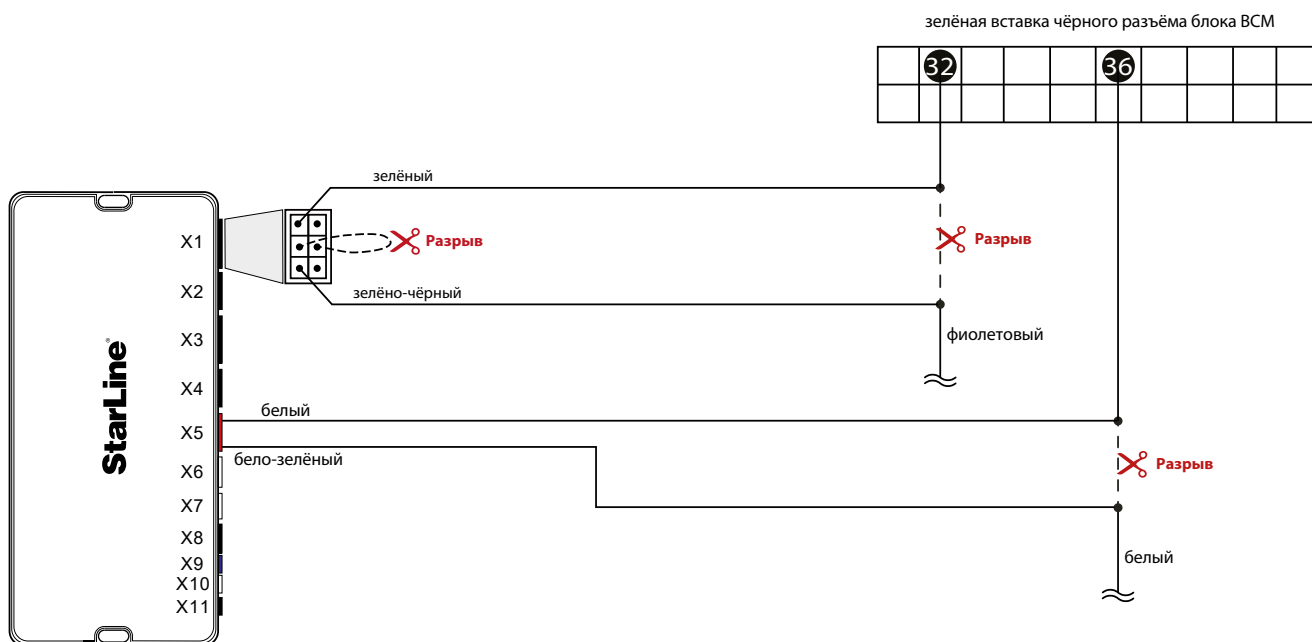 зелёная вставка чёрного разъёма блока BCM
32
36
зелёный
X1
Разрыв
Разрыв
X2
зелёно-чёрный
фиолетовый
X3
StarLine®
X4
белый
X5
бело-зелёный
X6
Разрыв
X7
X8
X9
белый
X10
X11